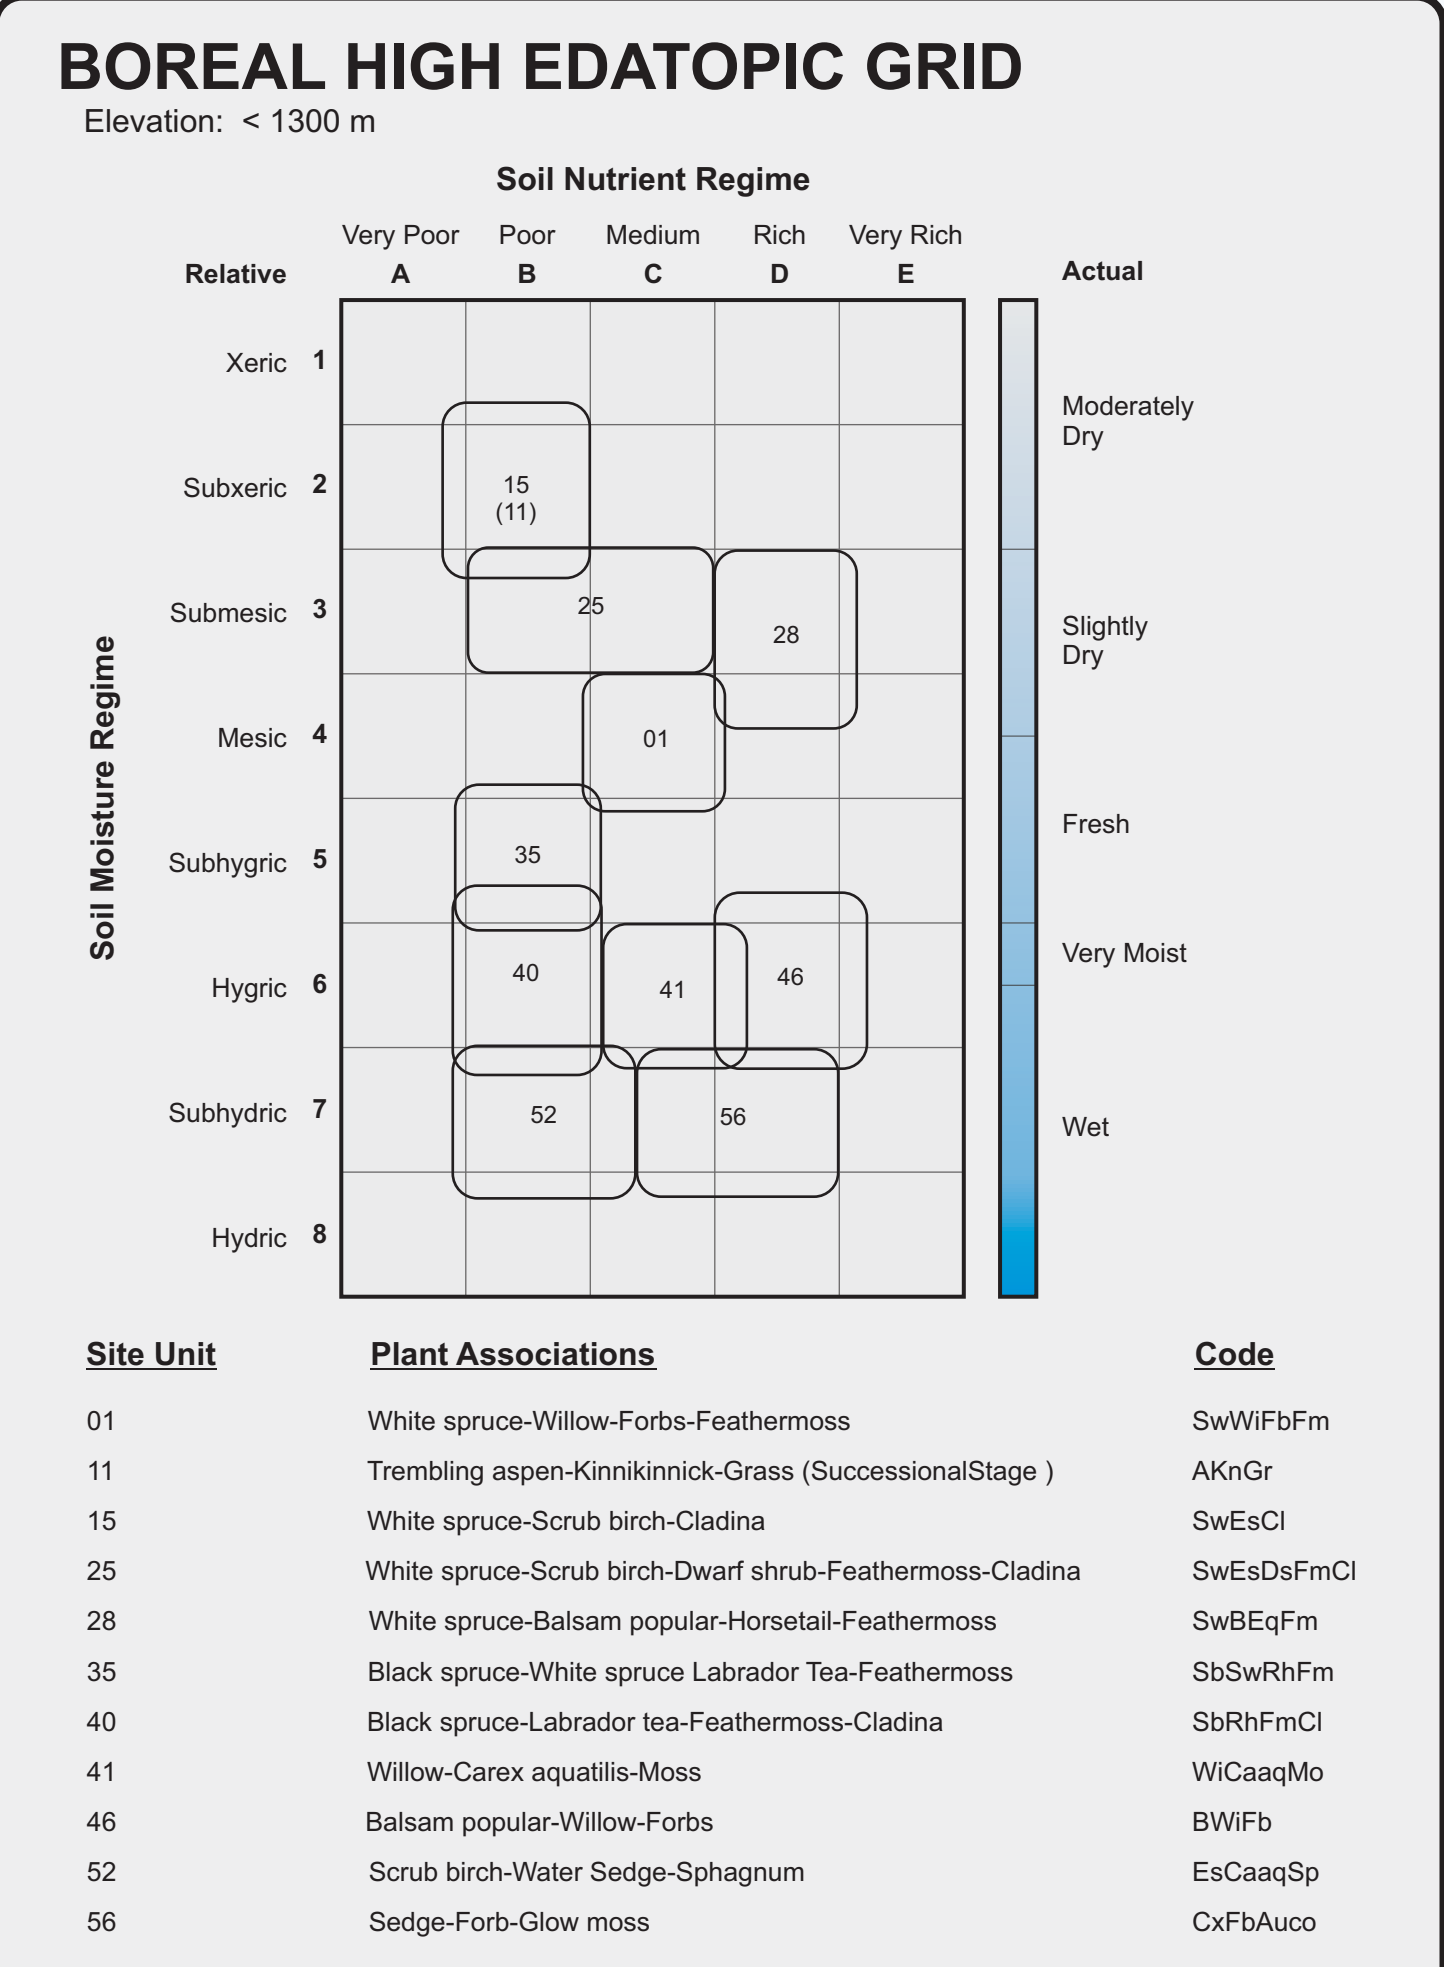 BOREAL HIGH EDATOPIC GRID
Elevation: < 1300 m
Soil Nutrient Regime
Very Poor Poor Medium Rich Very Rich
Relative A B C D E Actual
Xeric 1
Moderately
Dry
Subxeric 2
15
(11)
Submesic 3
25
28
Slightly
Dry
Soil Moisture Regime
Mesic 4
01
Fresh
Subhygric 5
35
Very Moist
Hygric 6
40 41 46
Subhydric 7
52 56
Wet
Hydric 8
Site Unit Plant Associations Code
01 White spruce-Willow-Forbs-Feathermoss SwWiFbFm
11 Trembling aspen-Kinnikinnick-Grass (SuccessionalStage ) AKnGr
15 White spruce-Scrub birch-Cladina SwEsCl
25 White spruce-Scrub birch-Dwarf shrub-Feathermoss-Cladina SwEsDsFmCl
28 White spruce-Balsam popular-Horsetail-Feathermoss SwBEqFm
35 Black spruce-White spruce Labrador Tea-Feathermoss SbSwRhFm
40 Black spruce-Labrador tea-Feathermoss-Cladina SbRhFmCl
41 Willow-Carex aquatilis-Moss WiCaaqMo
46 Balsam popular-Willow-Forbs BWiFb
52 Scrub birch-Water Sedge-Sphagnum EsCaaqSp
56 Sedge-Forb-Glow moss CxFbAuco